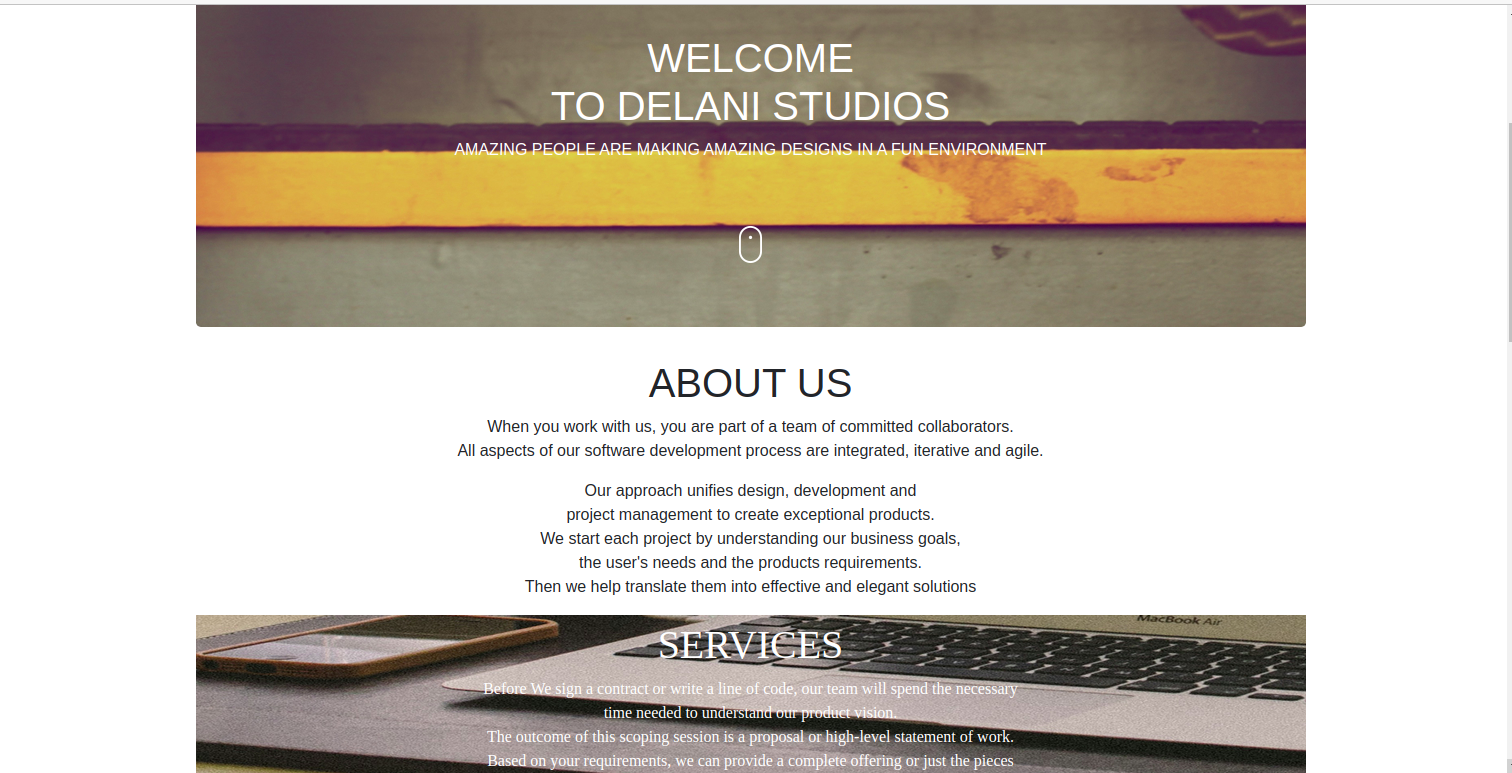 WELCOME
TO DELANI STUDIOS
AMAZING PEOPLE ARE MAKING AMAZING DESIGNS IN A FUN ENVIRONMENT
ABOUT US
When you work with us, you are part of a team of committed collaborators.
All aspects of our software development process are integrated, iterative and agile.
Our approach unifies design, development and
project management to create exceptional products.
We start each project by understanding our business goals,
the user's needs and the products requirements.
Then we help translate them into effective and elegant solutions
MacBook Air
SERVICES
Before We sign a contract or write a line of code, our team will spend the necessary
time needed to understand our product vision.
The outcome of this scoping session is a proposal or high-level statement of work.
Based on your requirements, we can provide a complete offering or just the pieces